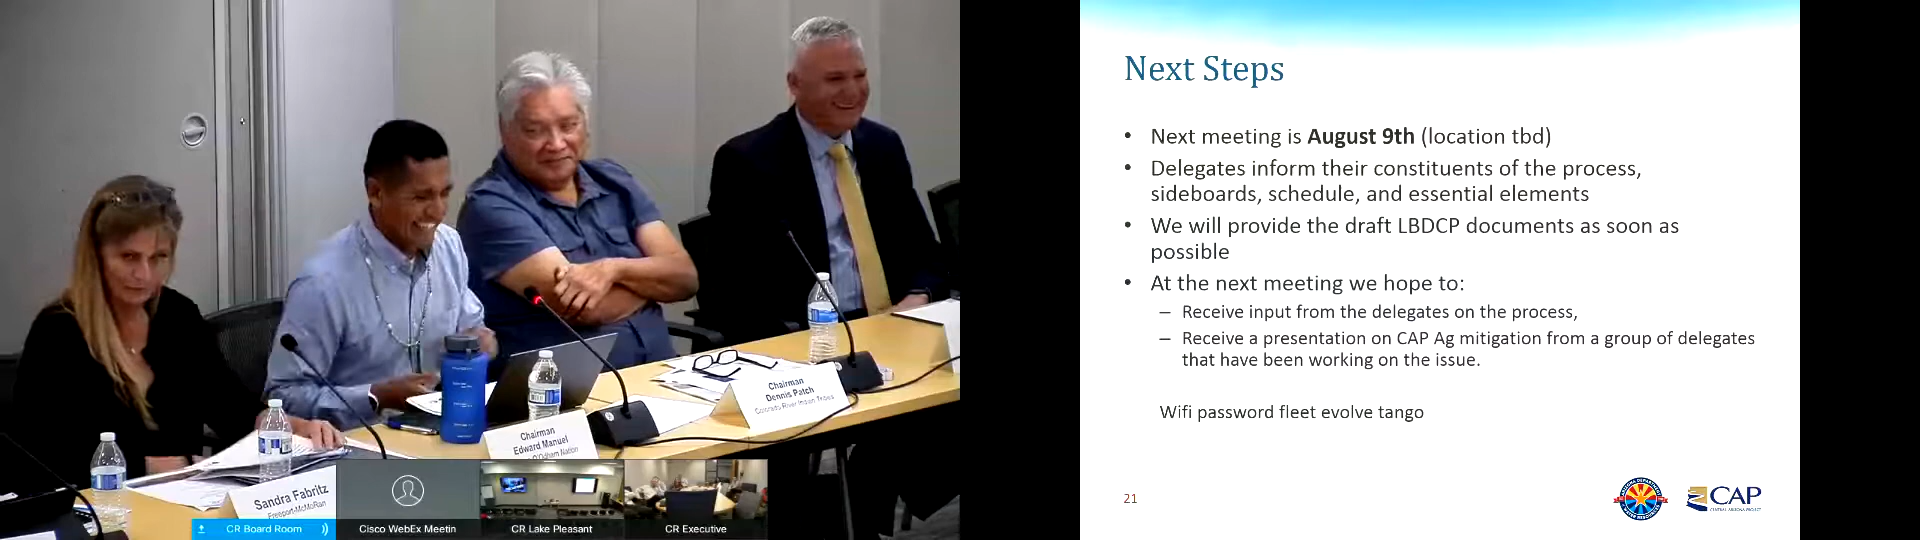 Sandra Fabritz
Freeport-McMoRan
Chairman
Edward Manuel
O'Odham Nation
Chairman
Dennis Patch
Colorado River Indian Tribes
CR Board Room
Cisco WebEx Meetin
CR Lake Pleasant
CR Executive
Next Steps
• Next meeting is August 9th (location tbd)
• Delegates inform their constituents of the process,
sideboards, schedule, and essential elements
• We will provide the draft LBDCP documents as soon as
possible
• At the next meeting we hope to:
– Receive input from the delegates on the process,
– Receive a presentation on CAP Ag mitigation from a group of delegates
that have been working on the issue.
Wifi password fleet evolve tango
21
CAP
CENTRAL ARIZONA PROJECT